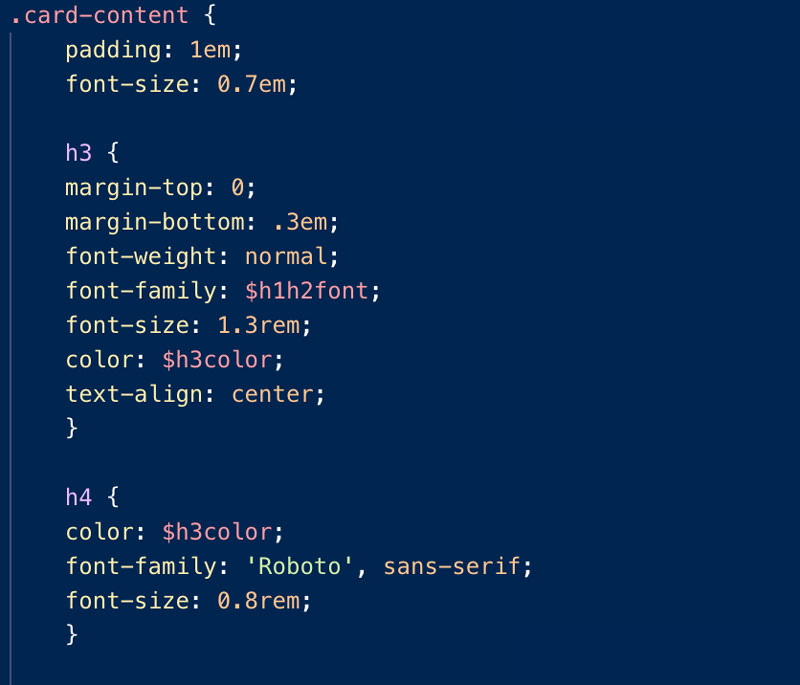 .card-content {
    padding: 1em;
    font-size: 0.7em;

    h3 {
    margin-top: 0;
    margin-bottom: .3em;
    font-weight: normal;
    font-family: $h1h2font;
    font-size: 1.3rem;
    color: $h3color;
    text-align: center;
    }

    h4 {
    color: $h3color;
    font-family: 'Roboto', sans-serif;
    font-size: 0.8rem;
    }